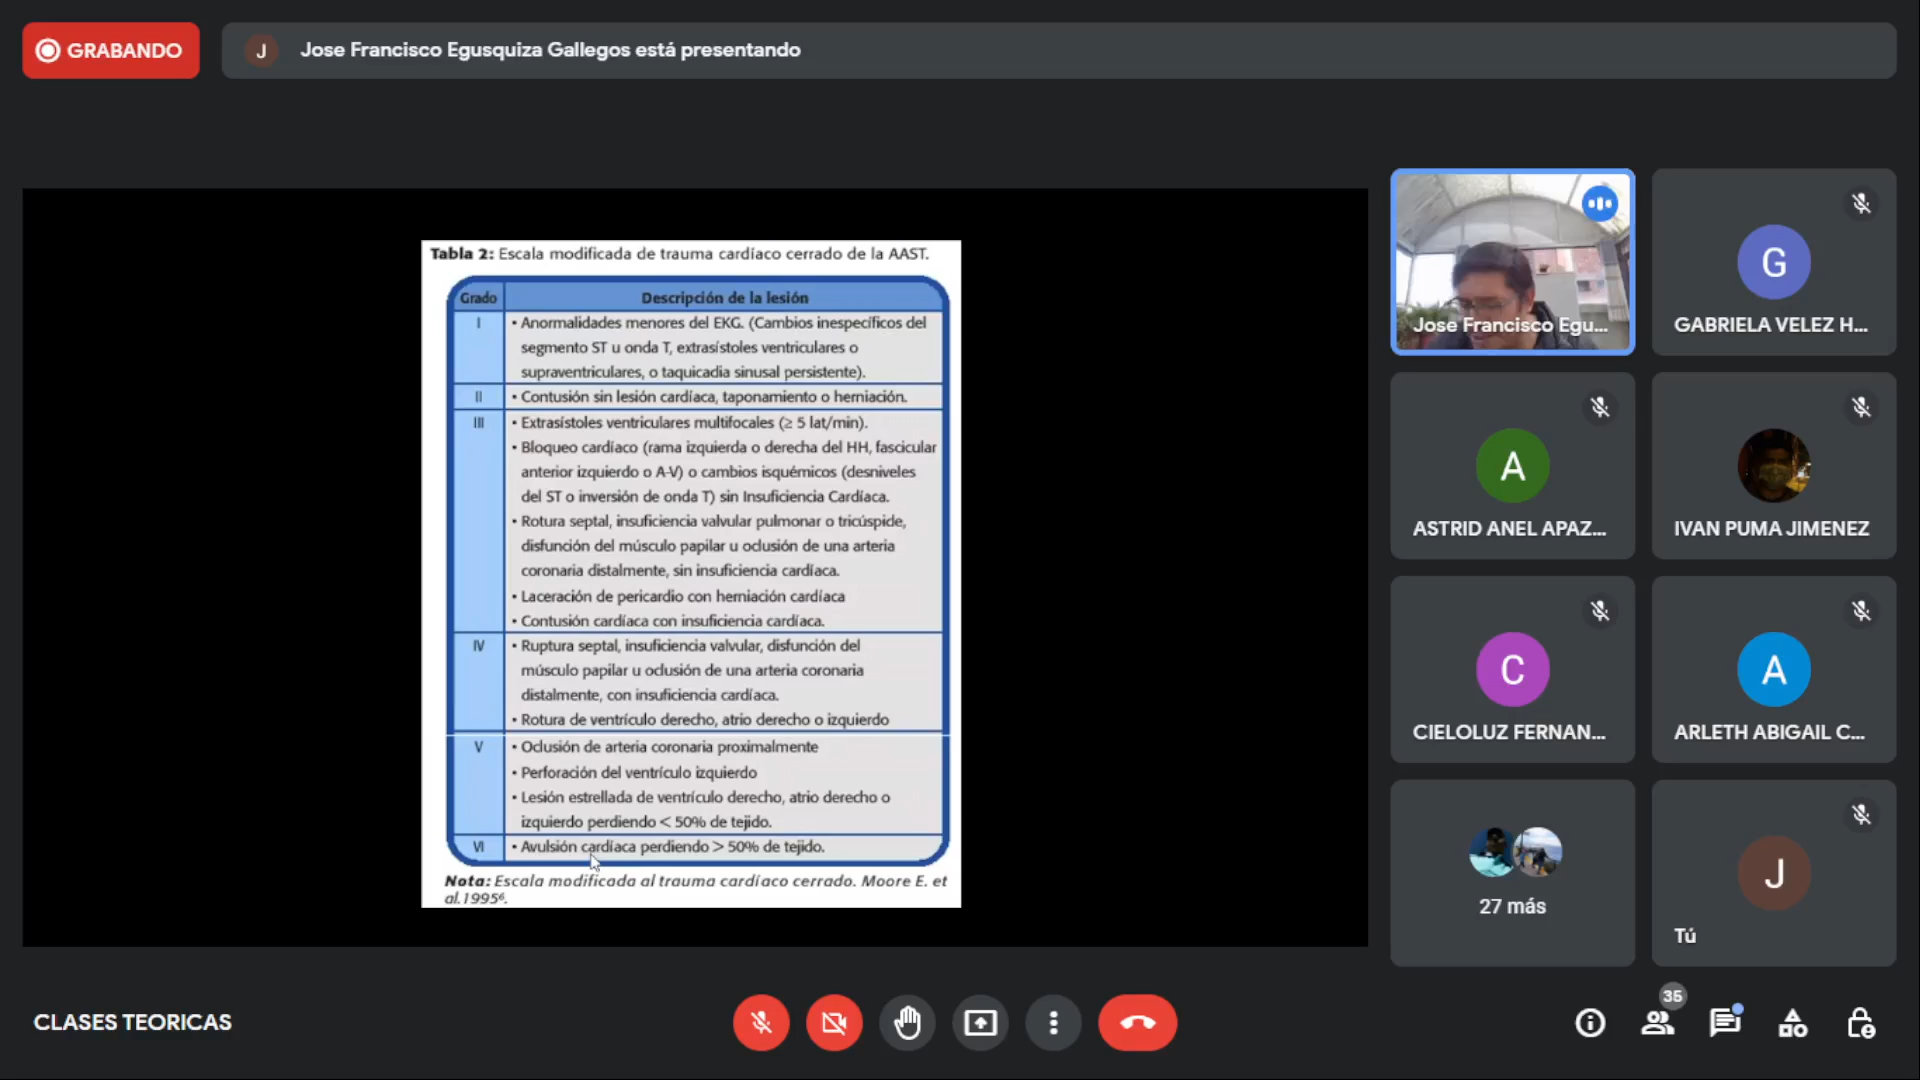 GRABANDO
J
Jose Francisco Egusquiza Gallegos está presentando
Tabla 2: Escala modificada de trauma cardíaco cerrado de la AAST.
Grado
Descripción de la lesión
I
• Anormalidades menores del EKG. (Cambios inespecíficos del
segmento ST u onda T, extrasístoles ventriculares o
supraventriculares, o taquicadia sinusal persistente).
II
• Contusión sin lesión cardíaca, taponamiento o herniación.
III
• Extrasístoles ventriculares multifocales (≥ 5 lat/min).
• Bloqueo cardíaco (rama izquierda o derecha del HH, fascicular
anterior izquierdo o A-V) o cambios isquémicos (desniveles
del ST o inversión de onda T) sin Insuficiencia Cardíaca.
• Rotura septal, insuficiencia valvular pulmonar o tricúspide,
disfunción del músculo papilar u oclusión de una arteria
coronaria distalmente, sin insuficiencia cardíaca.
• Laceración de pericardio con herniación cardíaca
• Contusión cardíaca con insuficiencia cardíaca.
IV
• Ruptura septal, insuficiencia valvular, disfunción del
músculo papilar u oclusión de una arteria coronaria
distalmente, con insuficiencia cardíaca.
• Rotura de ventrículo derecho, atrio derecho o izquierdo
V
• Oclusión de arteria coronaria proximalmente
• Perforación del ventrículo izquierdo
• Lesión estrellada de ventrículo derecho, atrio derecho o
izquierdo perdiendo < 50% de tejido.
VI
• Avulsión cardíaca perdiendo > 50% de tejido.
Nota: Escala modificada al trauma cardíaco cerrado. Moore E. et
al.1995⁶.
Jose Francisco Egu...
G
GABRIELA VELEZ H...
A
ASTRID ANEL APAZ...
IVAN PUMA JIMENEZ
C
CIELOLUZ FERNAN...
A
ARLETH ABIGAIL C...
27 más
J
Tú
CLASES TEORICAS
35